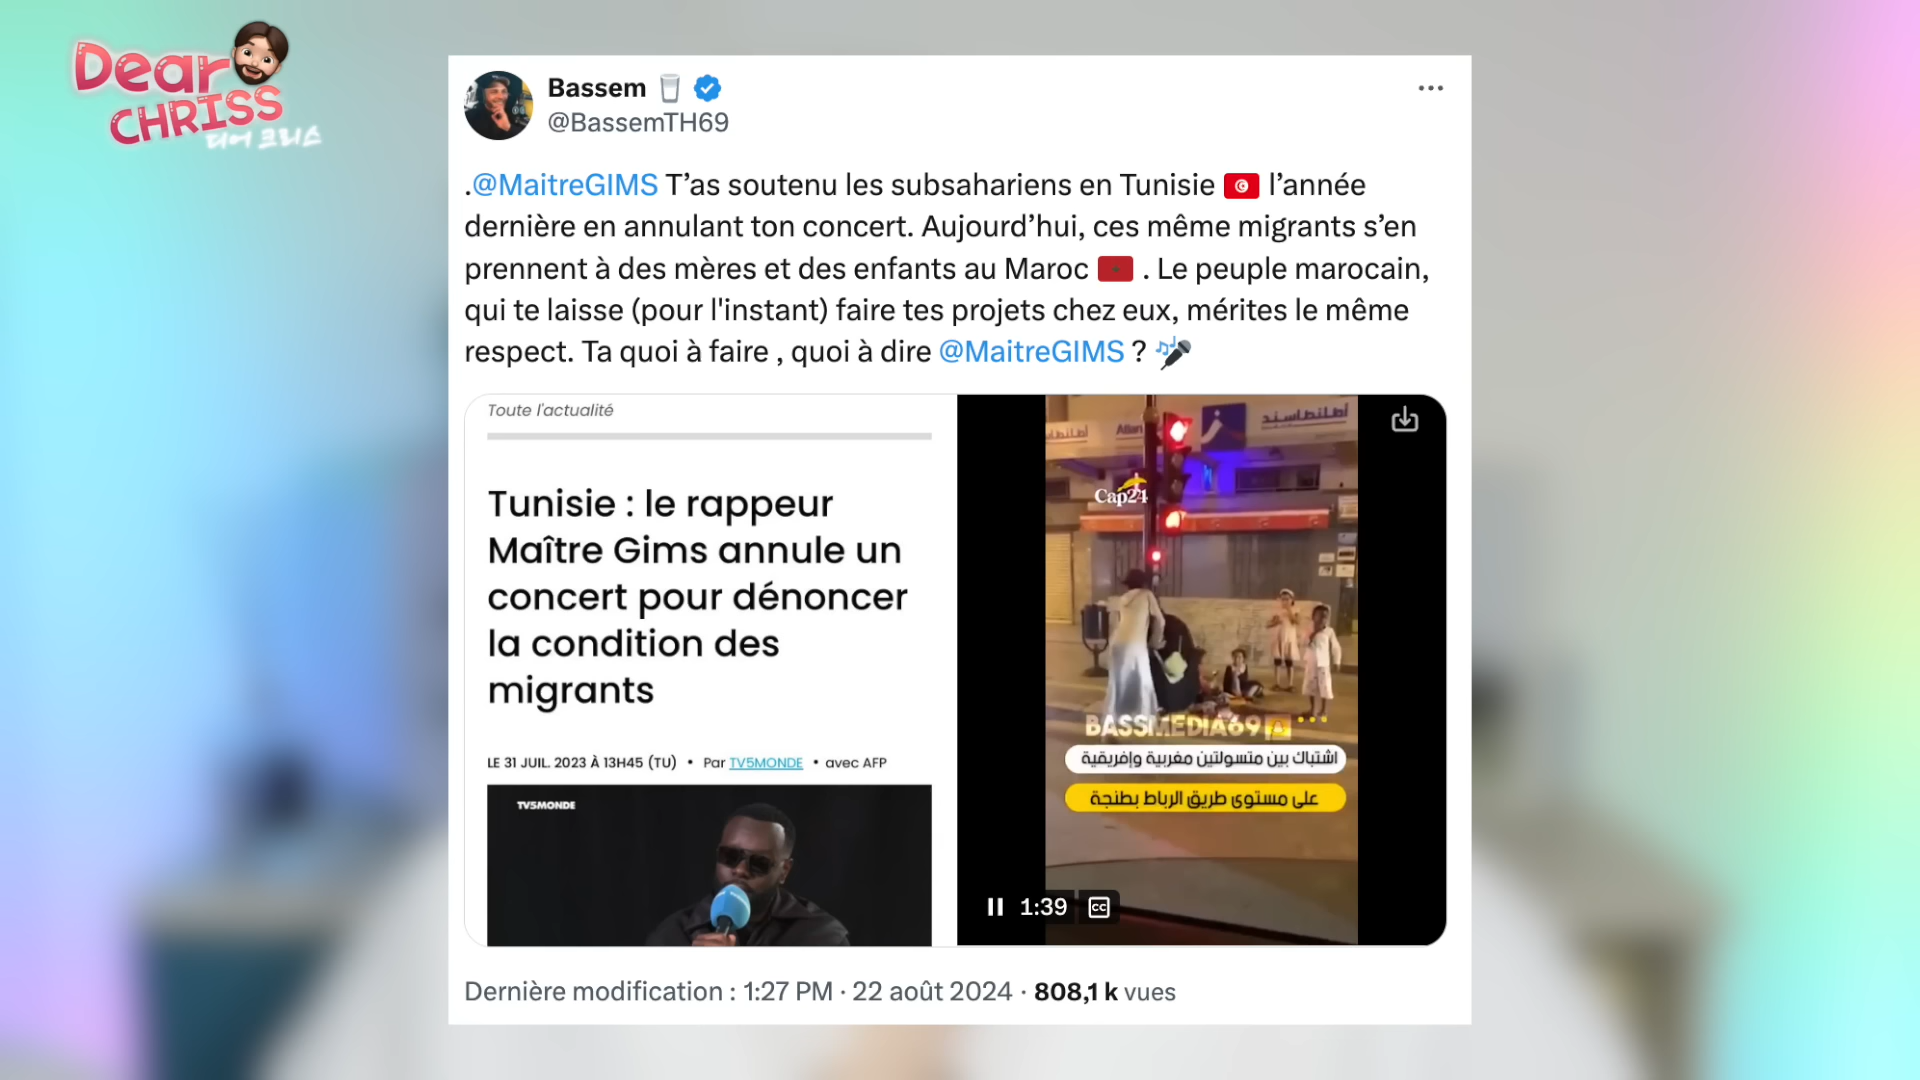 Dear
CHRISS
디어 크리스
Bassem
@BassemTH69
.@MaitreGIMS T’as soutenu les subsahariens en Tunisie 🇹🇳 l’année
dernière en annulant ton concert. Aujourd’hui, ces même migrants s’en
prennent à des mères et des enfants au Maroc 🇲🇦 . Le peuple marocain,
qui te laisse (pour l'instant) faire tes projets chez eux, mérites le même
respect. Ta quoi à faire , quoi à dire @MaitreGIMS ? 🎤
Toute l'actualité
Tunisie : le rappeur
Maître Gims annule un
concert pour dénoncer
la condition des
migrants
LE 31 JUIL. 2023 À 13H45 (TU) • Par TV5MONDE • avec AFP
TV5MONDE
Cap24
BASSMEDIA69
اشتباك بين متسولتين مغربية وإفريقية
على مستوى طريق الرباط بطنجة
1:39
CC
Dernière modification : 1:27 PM · 22 août 2024 · 808,1 k vues